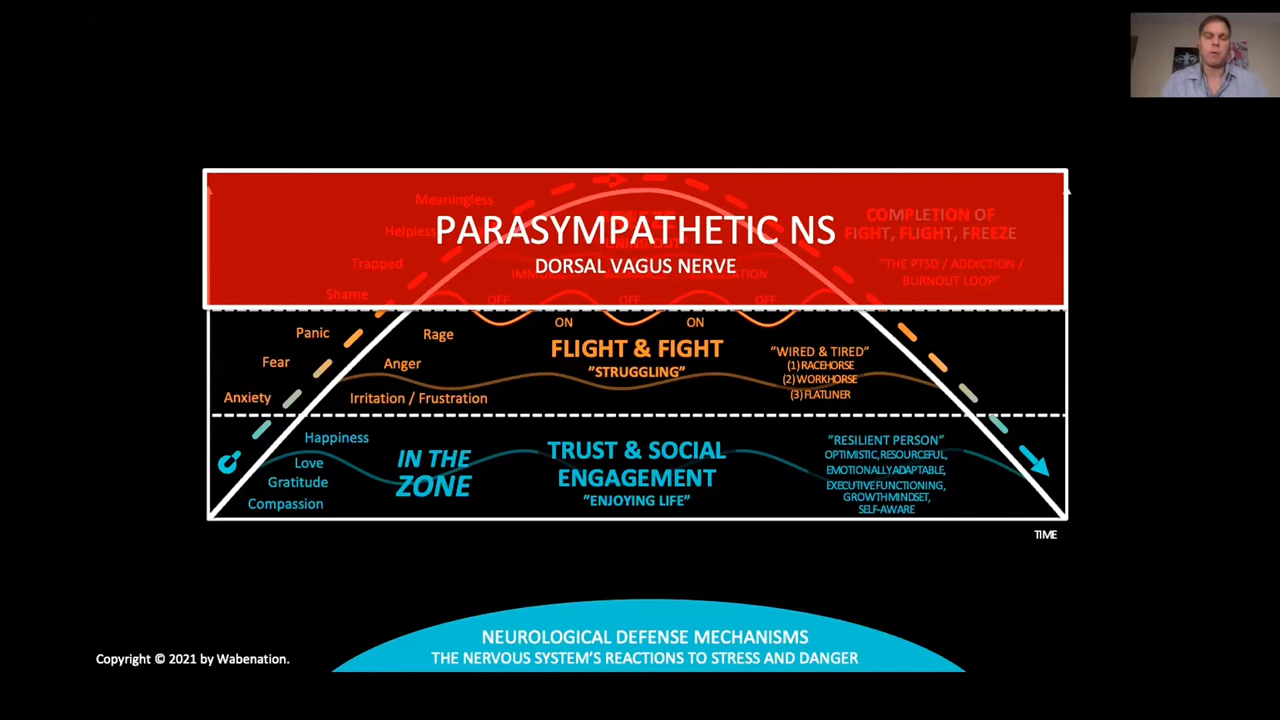 Meaningless
COMPLETION OF
PARASYMPATHETIC NS
Helpless
FIGHT, FLIGHT, FREEZE
DORSAL VAGUS NERVE
Trapped
"THE PTSD / ADDICTION /
BURNOUT LOOP"
Shame
OFF OFF OFF
ON ON
Panic
Rage
FLIGHT & FIGHT
"WIRED & TIRED"
Fear
Anger
"STRUGGLING"
(1) RACEHORSE
(2) WORKHORSE
(3) FLATLINER
Anxiety
Irritation / Frustration
Happiness
"RESILIENT PERSON"
TRUST & SOCIAL
ENGAGEMENT
"ENJOYING LIFE"
IN THE
ZONE
Love
Gratitude
Compassion
OPTIMISTIC, RESOURCEFUL,
EMOTIONALLY ADAPTABLE,
EXECUTIVE FUNCTIONING,
GROWTH MINDSET,
SELF-AWARE
TIME
NEUROLOGICAL DEFENSE MECHANISMS
THE NERVOUS SYSTEM'S REACTIONS TO STRESS AND DANGER
Copyright © 2021 by Wabenation.